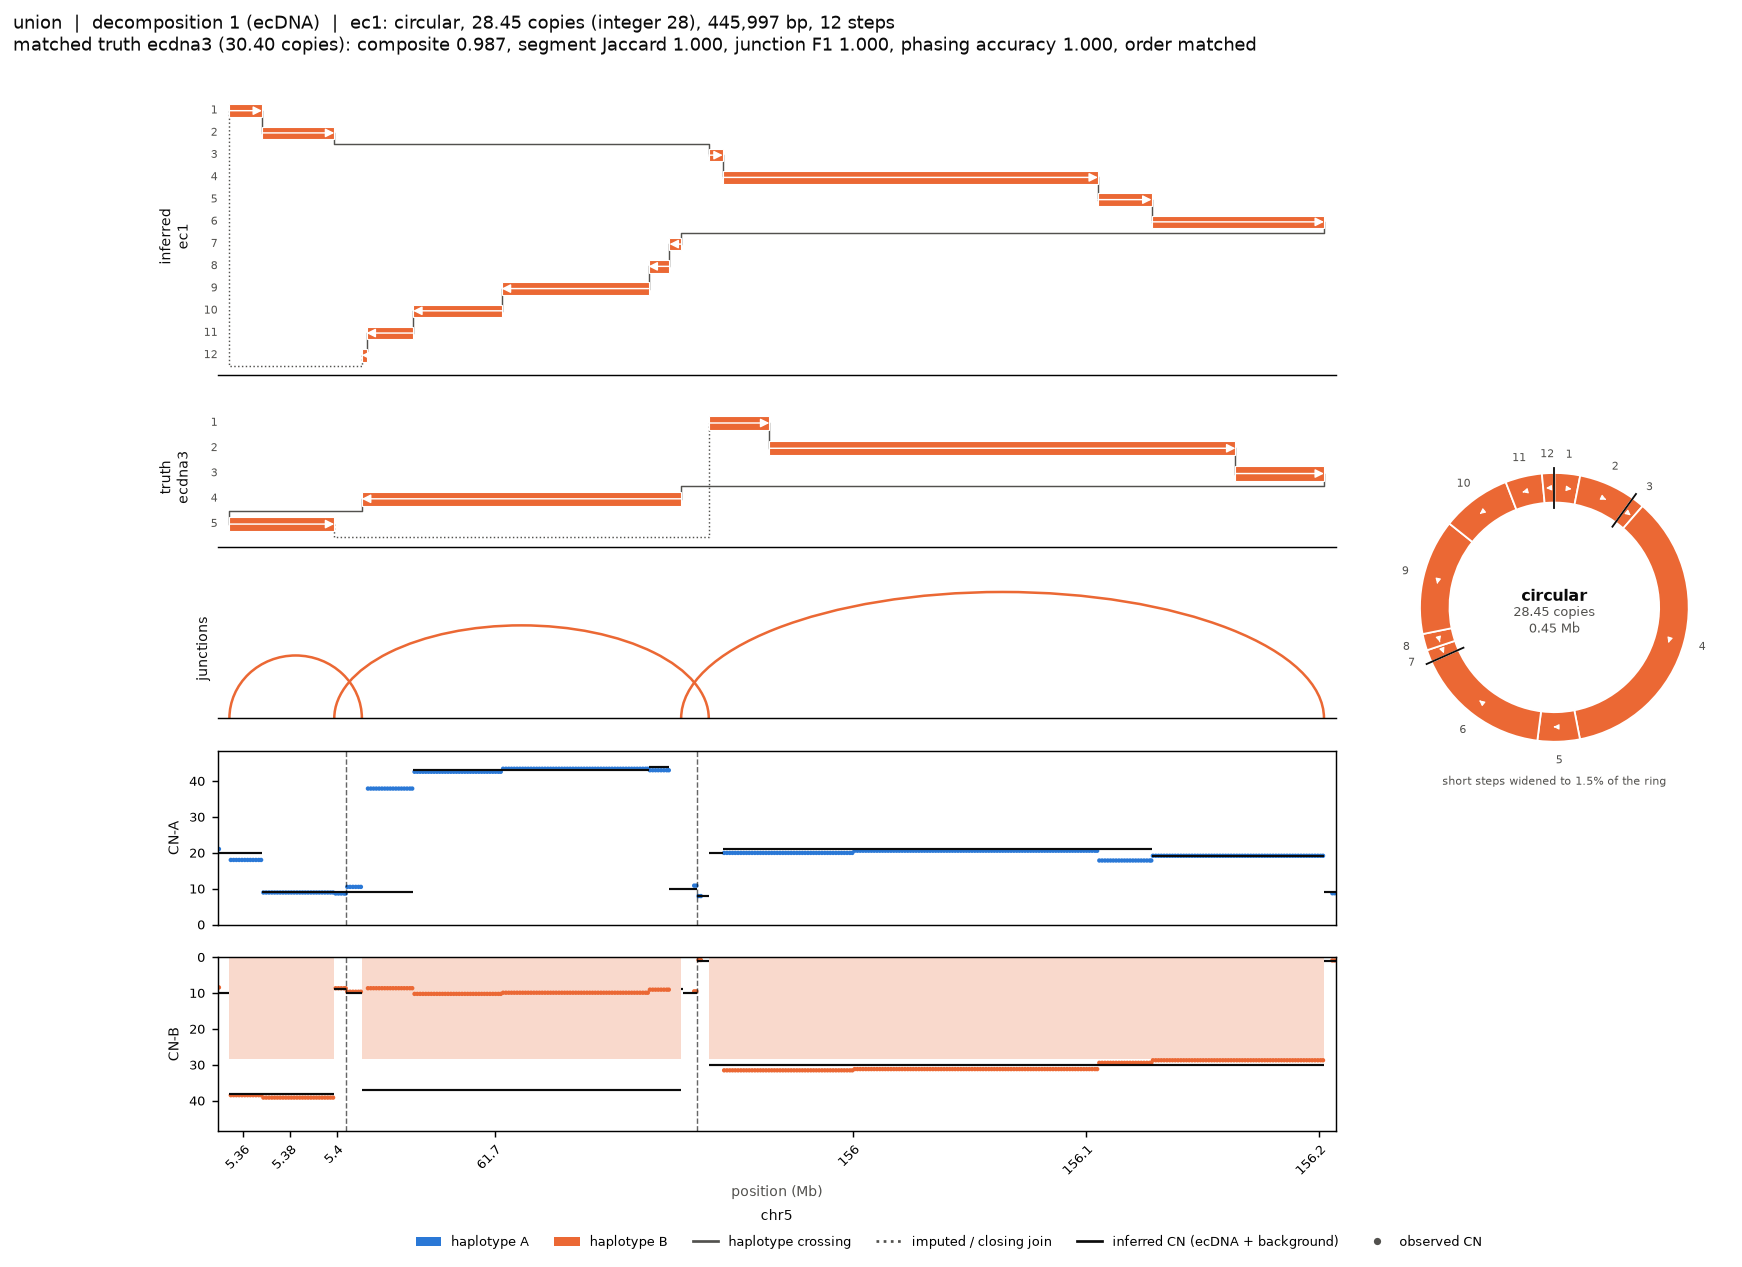 union | decomposition 1 (ecDNA) | ec1: circular, 28.45 copies (integer 28), 445,997 bp, 12 steps
matched truth ecdna3 (30.40 copies): composite 0.987, segment Jaccard 1.000, junction F1 1.000, phasing accuracy 1.000, order matched
inferred
ec1
1
2
3
4
5
6
7
8
9
10
11
12
truth
ecdna3
1
2
3
4
5
junctions
CN-A
40
30
20
10
0
CN-B
0
10
20
30
40
5.36
5.38
5.4
61.7
156
156.1
156.2
position (Mb)
chr5
12
1
2
3
4
5
6
7
8
9
10
11
circular
28.45 copies
0.45 Mb
short steps widened to 1.5% of the ring
haplotype A
haplotype B
haplotype crossing
imputed / closing join
inferred CN (ecDNA + background)
observed CN